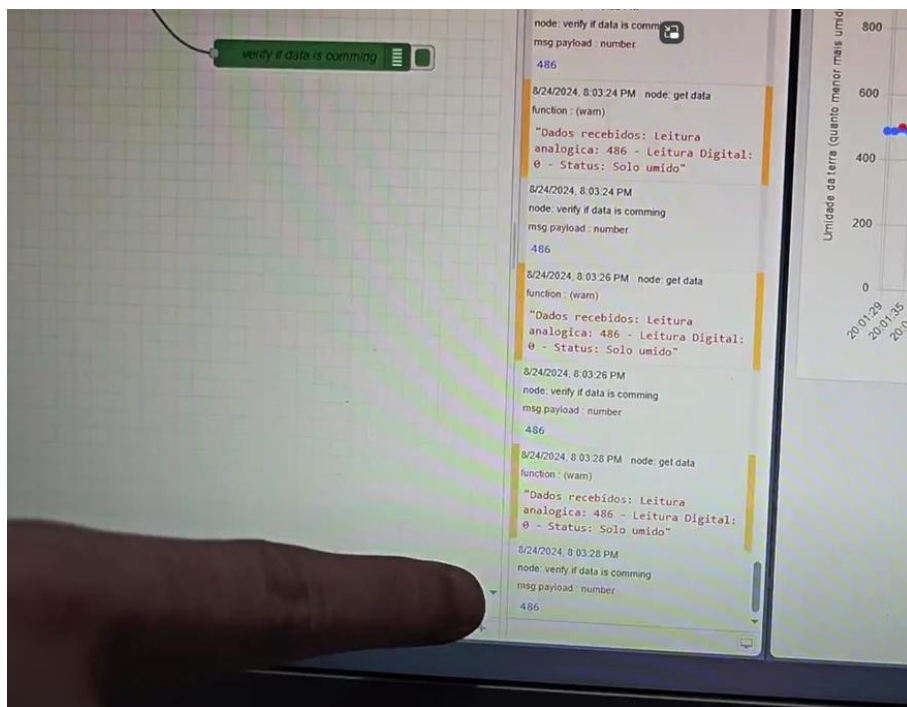 verify if data is comming
node: verify if data is comm
msg.payload : number
486
8/24/2024, 8:03:24 PM node: get data
function : (warn)
"Dados recebidos: Leitura
analogica: 486 - Leitura Digital:
0 - Status: Solo umido"
8/24/2024, 8:03:24 PM
node: verify if data is comming
msg.payload : number
486
8/24/2024, 8:03:26 PM node: get data
function : (warn)
"Dados recebidos: Leitura
analogica: 486 - Leitura Digital:
0 - Status: Solo umido"
8/24/2024, 8:03:26 PM
node: verify if data is comming
msg.payload : number
486
8/24/2024, 8:03:28 PM node: get data
function : (warn)
"Dados recebidos: Leitura
analogica: 486 - Leitura Digital:
0 - Status: Solo umido"
8/24/2024, 8:03:28 PM
node: verify if data is comming
msg.payload : number
486
Umidade da terra (quanto menor mais umid
800
600
400
200
0
20:01:29
20:01:35
20:0